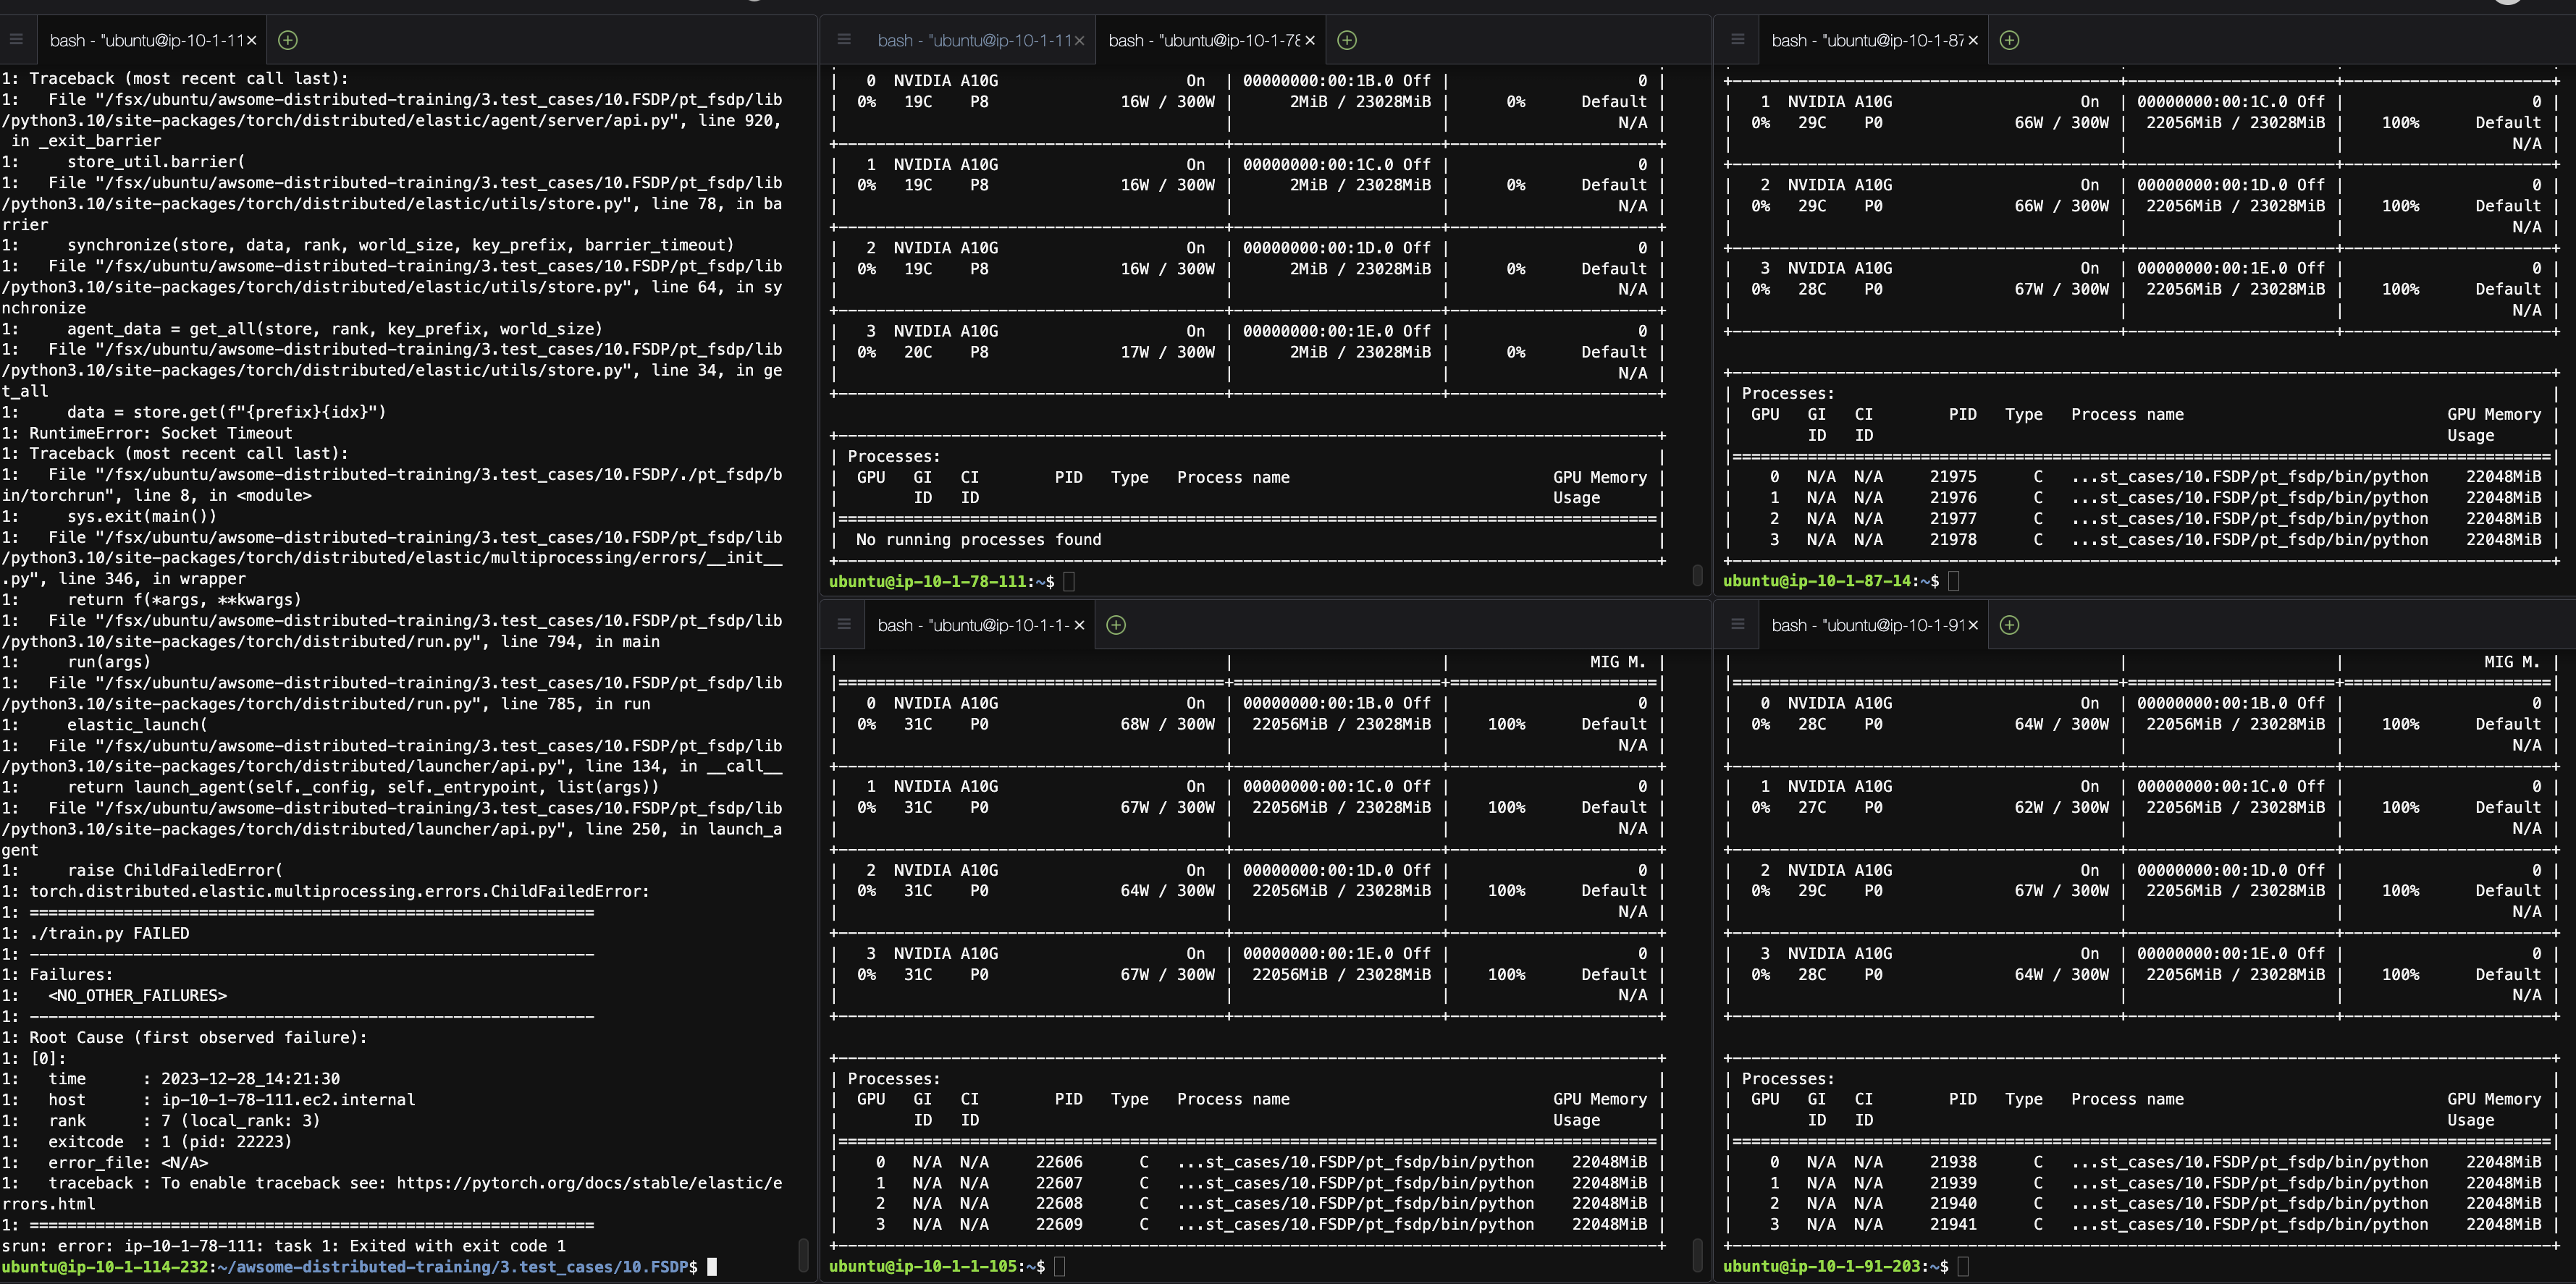 bash - "ubuntu@ip-10-1-11
1: Traceback (most recent call last):
1:   File "/fsx/ubuntu/awsome-distributed-training/3.test_cases/10.FSDP/pt_fsdp/lib
/python3.10/site-packages/torch/distributed/elastic/agent/server/api.py", line 920,
 in _exit_barrier
1:     store_util.barrier(
1:   File "/fsx/ubuntu/awsome-distributed-training/3.test_cases/10.FSDP/pt_fsdp/lib
/python3.10/site-packages/torch/distributed/elastic/utils/store.py", line 78, in ba
rrier
1:     synchronize(store, data, rank, world_size, key_prefix, barrier_timeout)
1:   File "/fsx/ubuntu/awsome-distributed-training/3.test_cases/10.FSDP/pt_fsdp/lib
/python3.10/site-packages/torch/distributed/elastic/utils/store.py", line 64, in sy
nchronize
1:     agent_data = get_all(store, rank, key_prefix, world_size)
1:   File "/fsx/ubuntu/awsome-distributed-training/3.test_cases/10.FSDP/pt_fsdp/lib
/python3.10/site-packages/torch/distributed/elastic/utils/store.py", line 34, in ge
t_all
1:     data = store.get(f"{prefix}{idx}")
1: RuntimeError: Socket Timeout
1: Traceback (most recent call last):
1:   File "/fsx/ubuntu/awsome-distributed-training/3.test_cases/10.FSDP/./pt_fsdp/b
in/torchrun", line 8, in <module>
1:     sys.exit(main())
1:   File "/fsx/ubuntu/awsome-distributed-training/3.test_cases/10.FSDP/pt_fsdp/lib
/python3.10/site-packages/torch/distributed/elastic/multiprocessing/errors/__init__
.py", line 346, in wrapper
1:     return f(*args, **kwargs)
1:   File "/fsx/ubuntu/awsome-distributed-training/3.test_cases/10.FSDP/pt_fsdp/lib
/python3.10/site-packages/torch/distributed/run.py", line 794, in main
1:     run(args)
1:   File "/fsx/ubuntu/awsome-distributed-training/3.test_cases/10.FSDP/pt_fsdp/lib
/python3.10/site-packages/torch/distributed/run.py", line 785, in run
1:     elastic_launch(
1:   File "/fsx/ubuntu/awsome-distributed-training/3.test_cases/10.FSDP/pt_fsdp/lib
/python3.10/site-packages/torch/distributed/launcher/api.py", line 134, in __call__
1:     return launch_agent(self._config, self._entrypoint, list(args))
1:   File "/fsx/ubuntu/awsome-distributed-training/3.test_cases/10.FSDP/pt_fsdp/lib
/python3.10/site-packages/torch/distributed/launcher/api.py", line 250, in launch_a
gent
1:     raise ChildFailedError(
1: torch.distributed.elastic.multiprocessing.errors.ChildFailedError:
1: ============================================================
1: ./train.py FAILED
1: ------------------------------------------------------------
1: Failures:
1:   <NO_OTHER_FAILURES>
1: ------------------------------------------------------------
1: Root Cause (first observed failure):
1: [0]:
1:   time      : 2023-12-28_14:21:30
1:   host      : ip-10-1-78-111.ec2.internal
1:   rank      : 7 (local_rank: 3)
1:   exitcode  : 1 (pid: 22223)
1:   error_file: <N/A>
1:   traceback : To enable traceback see: https://pytorch.org/docs/stable/elastic/e
rrors.html
1: ============================================================
srun: error: ip-10-1-78-111: task 1: Exited with exit code 1
ubuntu@ip-10-1-114-232:~/awsome-distributed-training/3.test_cases/10.FSDP$
bash - "ubuntu@ip-10-1-11
bash - "ubuntu@ip-10-1-78
| 0 NVIDIA A10G On | 00000000:00:1B.0 Off | 0 |
| 0% 19C P8 16W / 300W | 2MiB / 23028MiB | 0% Default |
| | | N/A |
| 1 NVIDIA A10G On | 00000000:00:1C.0 Off | 0 |
| 0% 19C P8 16W / 300W | 2MiB / 23028MiB | 0% Default |
| | | N/A |
| 2 NVIDIA A10G On | 00000000:00:1D.0 Off | 0 |
| 0% 19C P8 16W / 300W | 2MiB / 23028MiB | 0% Default |
| | | N/A |
| 3 NVIDIA A10G On | 00000000:00:1E.0 Off | 0 |
| 0% 20C P8 17W / 300W | 2MiB / 23028MiB | 0% Default |
| | | N/A |
| Processes: |
| GPU GI CI PID Type Process name GPU Memory |
| ID ID Usage |
| No running processes found |
ubuntu@ip-10-1-78-111:~$
bash - "ubuntu@ip-10-1-87
| 1 NVIDIA A10G On | 00000000:00:1C.0 Off | 0 |
| 0% 29C P0 66W / 300W | 22056MiB / 23028MiB | 100% Default |
| | | N/A |
| 2 NVIDIA A10G On | 00000000:00:1D.0 Off | 0 |
| 0% 29C P0 66W / 300W | 22056MiB / 23028MiB | 100% Default |
| | | N/A |
| 3 NVIDIA A10G On | 00000000:00:1E.0 Off | 0 |
| 0% 28C P0 67W / 300W | 22056MiB / 23028MiB | 100% Default |
| | | N/A |
| Processes: |
| GPU GI CI PID Type Process name GPU Memory |
| ID ID Usage |
| 0 N/A N/A 21975 C ...st_cases/10.FSDP/pt_fsdp/bin/python 22048MiB |
| 1 N/A N/A 21976 C ...st_cases/10.FSDP/pt_fsdp/bin/python 22048MiB |
| 2 N/A N/A 21977 C ...st_cases/10.FSDP/pt_fsdp/bin/python 22048MiB |
| 3 N/A N/A 21978 C ...st_cases/10.FSDP/pt_fsdp/bin/python 22048MiB |
ubuntu@ip-10-1-87-14:~$
bash - "ubuntu@ip-10-1-1-
| | | MIG M. |
| 0 NVIDIA A10G On | 00000000:00:1B.0 Off | 0 |
| 0% 31C P0 68W / 300W | 22056MiB / 23028MiB | 100% Default |
| | | N/A |
| 1 NVIDIA A10G On | 00000000:00:1C.0 Off | 0 |
| 0% 31C P0 67W / 300W | 22056MiB / 23028MiB | 100% Default |
| | | N/A |
| 2 NVIDIA A10G On | 00000000:00:1D.0 Off | 0 |
| 0% 31C P0 64W / 300W | 22056MiB / 23028MiB | 100% Default |
| | | N/A |
| 3 NVIDIA A10G On | 00000000:00:1E.0 Off | 0 |
| 0% 31C P0 67W / 300W | 22056MiB / 23028MiB | 100% Default |
| | | N/A |
| Processes: |
| GPU GI CI PID Type Process name GPU Memory |
| ID ID Usage |
| 0 N/A N/A 22606 C ...st_cases/10.FSDP/pt_fsdp/bin/python 22048MiB |
| 1 N/A N/A 22607 C ...st_cases/10.FSDP/pt_fsdp/bin/python 22048MiB |
| 2 N/A N/A 22608 C ...st_cases/10.FSDP/pt_fsdp/bin/python 22048MiB |
| 3 N/A N/A 22609 C ...st_cases/10.FSDP/pt_fsdp/bin/python 22048MiB |
ubuntu@ip-10-1-1-105:~$
bash - "ubuntu@ip-10-1-91
| | | MIG M. |
| 0 NVIDIA A10G On | 00000000:00:1B.0 Off | 0 |
| 0% 28C P0 64W / 300W | 22056MiB / 23028MiB | 100% Default |
| | | N/A |
| 1 NVIDIA A10G On | 00000000:00:1C.0 Off | 0 |
| 0% 27C P0 62W / 300W | 22056MiB / 23028MiB | 100% Default |
| | | N/A |
| 2 NVIDIA A10G On | 00000000:00:1D.0 Off | 0 |
| 0% 29C P0 67W / 300W | 22056MiB / 23028MiB | 100% Default |
| | | N/A |
| 3 NVIDIA A10G On | 00000000:00:1E.0 Off | 0 |
| 0% 28C P0 64W / 300W | 22056MiB / 23028MiB | 100% Default |
| | | N/A |
| Processes: |
| GPU GI CI PID Type Process name GPU Memory |
| ID ID Usage |
| 0 N/A N/A 21938 C ...st_cases/10.FSDP/pt_fsdp/bin/python 22048MiB |
| 1 N/A N/A 21939 C ...st_cases/10.FSDP/pt_fsdp/bin/python 22048MiB |
| 2 N/A N/A 21940 C ...st_cases/10.FSDP/pt_fsdp/bin/python 22048MiB |
| 3 N/A N/A 21941 C ...st_cases/10.FSDP/pt_fsdp/bin/python 22048MiB |
ubuntu@ip-10-1-91-203:~$